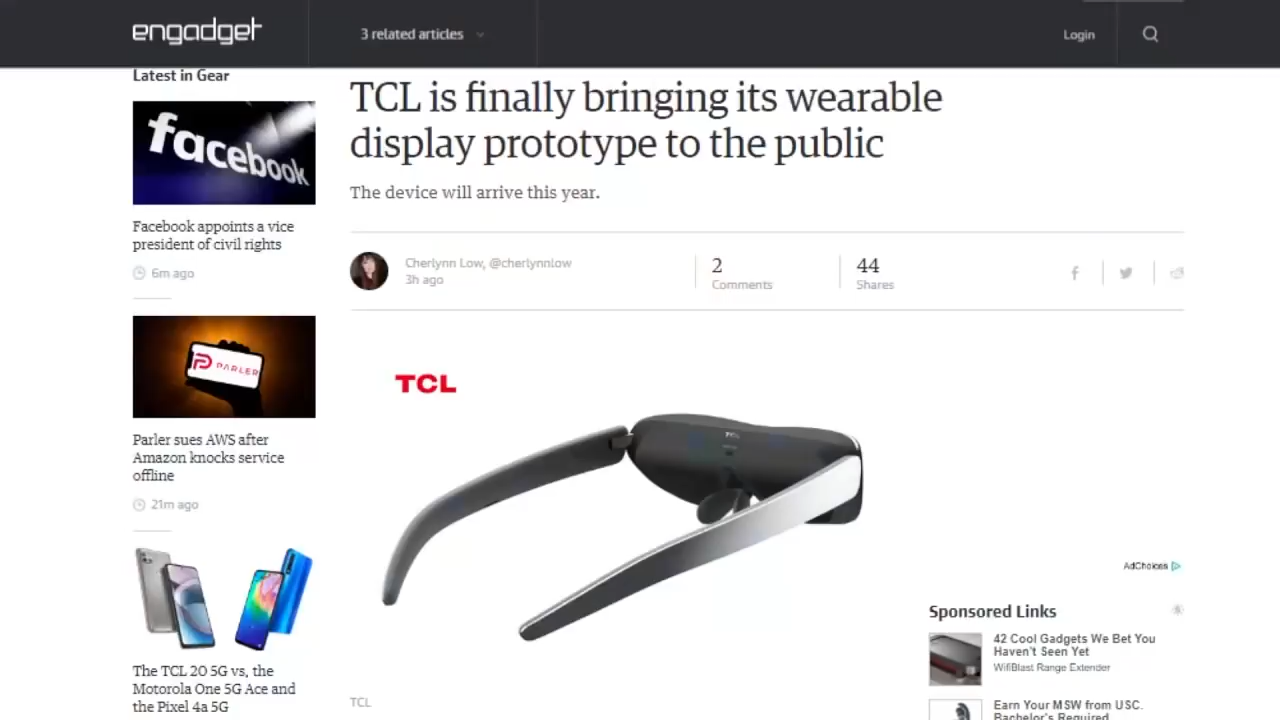 engadget
3 related articles
Login
Latest in Gear
facebook
Facebook appoints a vice
president of civil rights
6m ago
PARLER
Parler sues AWS after
Amazon knocks service
offline
21m ago
The TCL 20 5G vs, the
Motorola One 5G Ace and
the Pixel 4a 5G
TCL is finally bringing its wearable
display prototype to the public
The device will arrive this year.
Cherlynn Low, @cherlynnlow
3h ago
2
Comments
44
Shares
TCL
TCL
TCL
AdChoices
Sponsored Links
42 Cool Gadgets We Bet You
Haven't Seen Yet
WifiBlast Range Extender
Earn Your MSW from USC.
Bachelor's Required